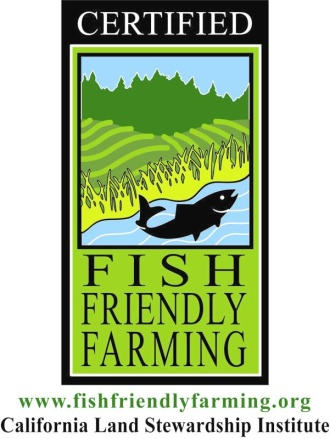 CERTIFIED
FISH
FRIENDLY
FARMING
www.fishfriendlyfarming.org
California Land Stewardship Institute